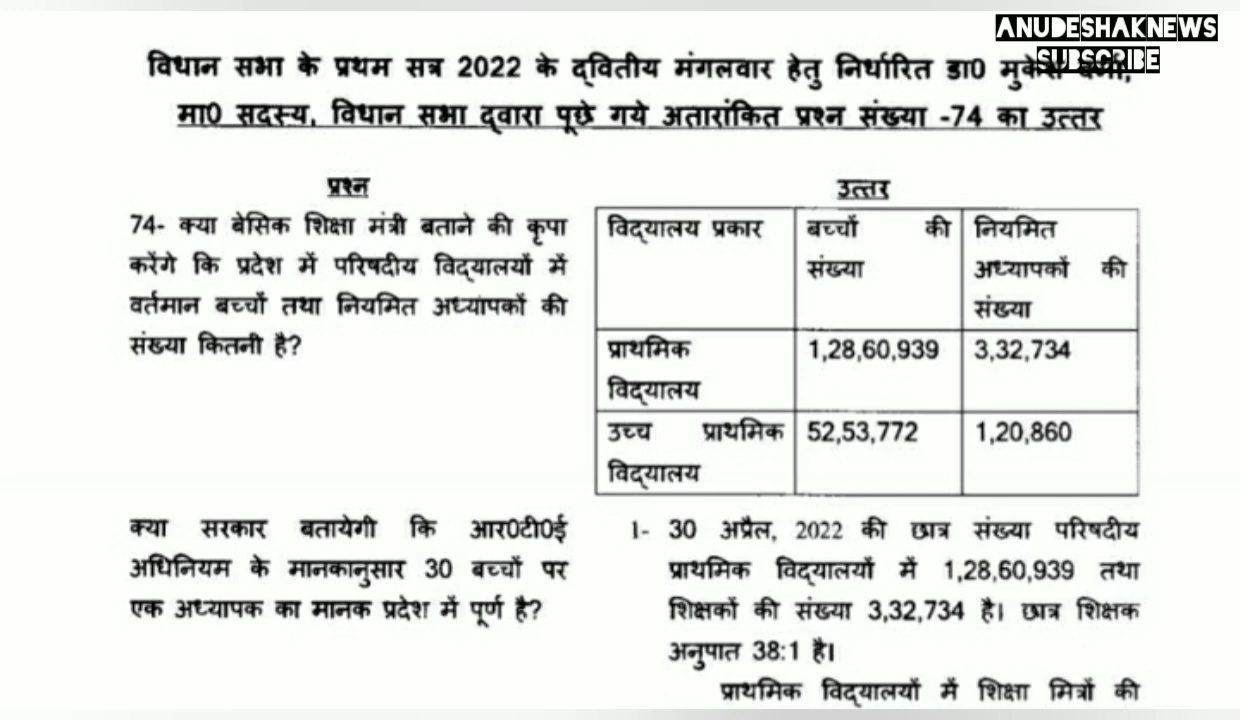 ANUDESHAKNEWS
SUBSCRIBE
विधान सभा के प्रथम सत्र 2022 के द्वितीय मंगलवार हेतु निर्धारित डा0
मा0 सदस्य, विधान सभा द्वारा पूछे गये अतारांकित प्रश्न संख्या -74 का उत्तर
प्रश्न
74- क्या बेसिक शिक्षा मंत्री बताने की कृपा
करेंगे कि प्रदेश में परिषदीय विद्यालयों में
वर्तमान बच्चों तथा नियमित अध्यापकों की
संख्या कितनी है?
उत्तर
विद्यालय प्रकार
बच्चों की
संख्या
नियमित
अध्यापकों की
संख्या
प्राथमिक
विद्यालय
1,28,60,939
3,32,734
उच्च प्राथमिक
विद्यालय
52,53,772
1,20,860
क्या सरकार बतायेगी कि आर0टी0ई
अधिनियम के मानकानुसार 30 बच्चों पर
एक अध्यापक का मानक प्रदेश में पूर्ण है?
1- 30 अप्रैल, 2022 की छात्र संख्या परिषदीय
प्राथमिक विद्यालयों में 1,28,60,939 तथा
शिक्षकों की संख्या 3,32,734 है। छात्र शिक्षक
अनुपात 38:1 है।
प्राथमिक विद्यालयों में शिक्षा मित्रों की